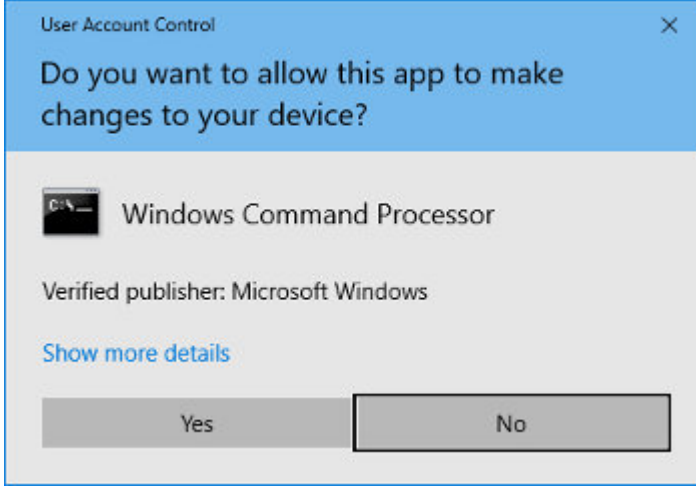 User Account Control
Do you want to allow this app to make
changes to your device?
C:\_
Windows Command Processor
Verified publisher: Microsoft Windows
Show more details
Yes
No